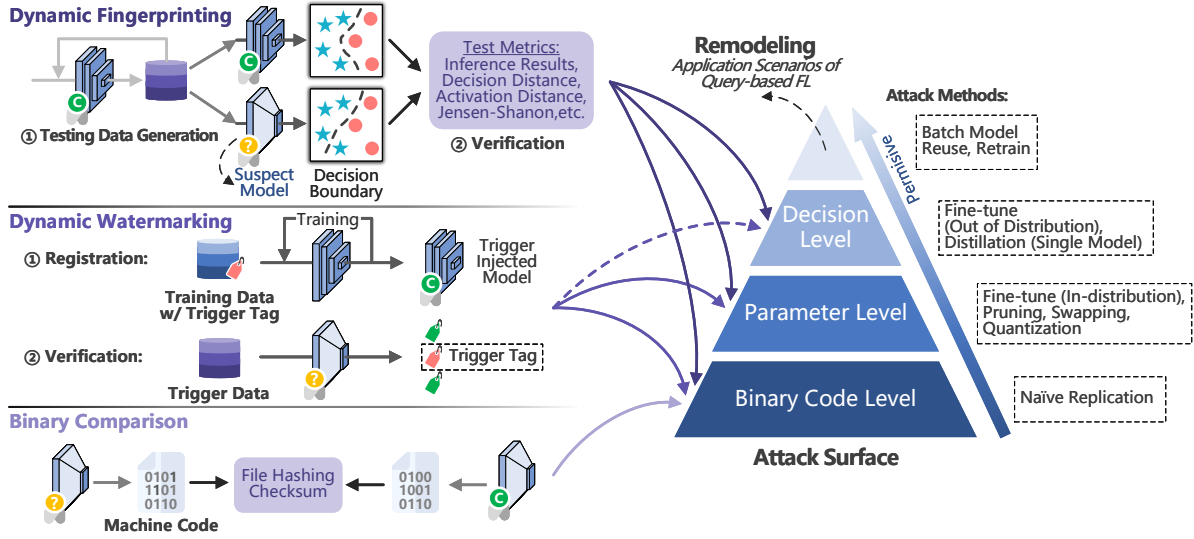 Dynamic Fingerprinting
C
① Testing Data Generation
C
?
Suspect
Model
Decision
Boundary
Test Metrics:
Inference Results,
Decision Distance,
Activation Distance,
Jensen-Shanon,etc.
② Verification
Dynamic Watermarking
① Registration:
Training Data
w/ Trigger Tag
Training
C
Trigger
Injected
Model
② Verification:
Trigger Data
?
Trigger Tag
Binary Comparison
?
0101
1101
0110
Machine Code
File Hashing
Checksum
0100
1001
0110
C
Remodeling
Application Scenarios of
Query-based FL
Decision
Level
Parameter Level
Binary Code Level
Attack Surface
Permisive
Attack Methods:
Batch Model
Reuse, Retrain
Fine-tune
(Out of Distribution),
Distillation (Single Model)
Fine-tune (In-distribution),
Pruning, Swapping,
Quantization
Naïve Replication